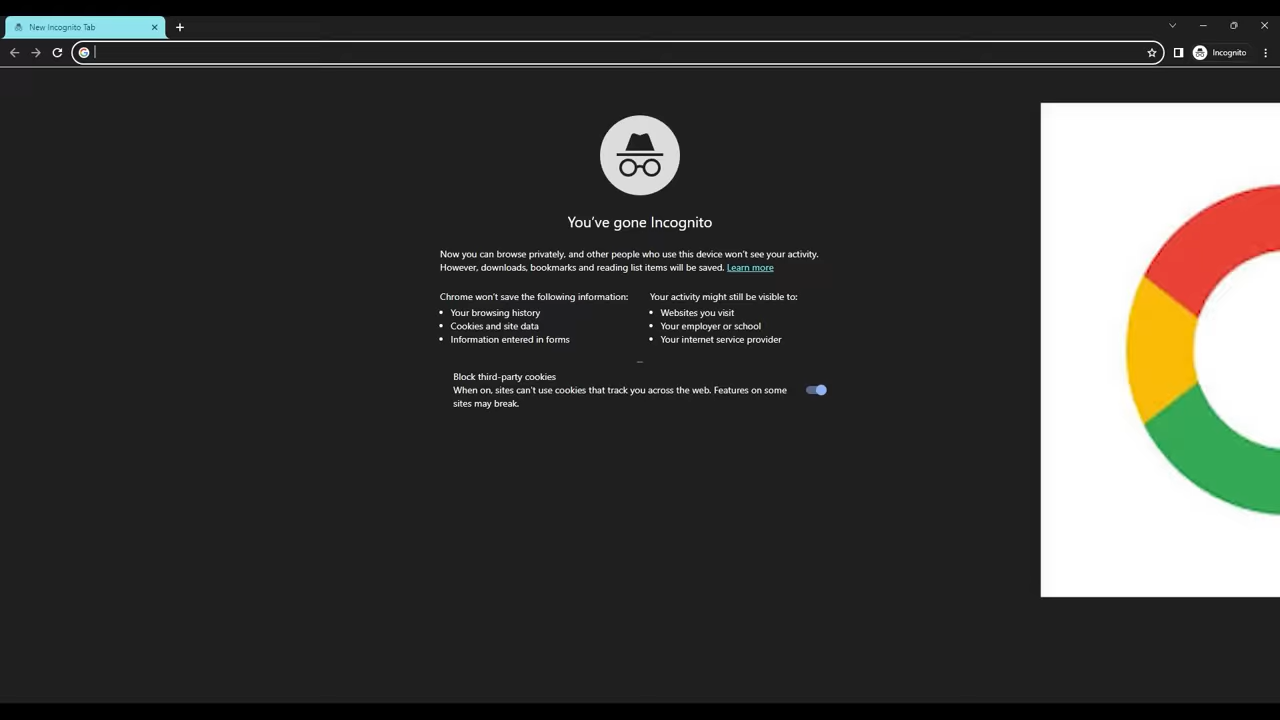 New Incognito Tab
Incognito
You've gone Incognito
Now you can browse privately, and other people who use this device won't see your activity.
However, downloads, bookmarks and reading list items will be saved. Learn more
Chrome won't save the following information:
Your browsing history
Cookies and site data
Information entered in forms
Your activity might still be visible to:
Websites you visit
Your employer or school
Your internet service provider
Block third-party cookies
When on, sites can't use cookies that track you across the web. Features on some
sites may break.